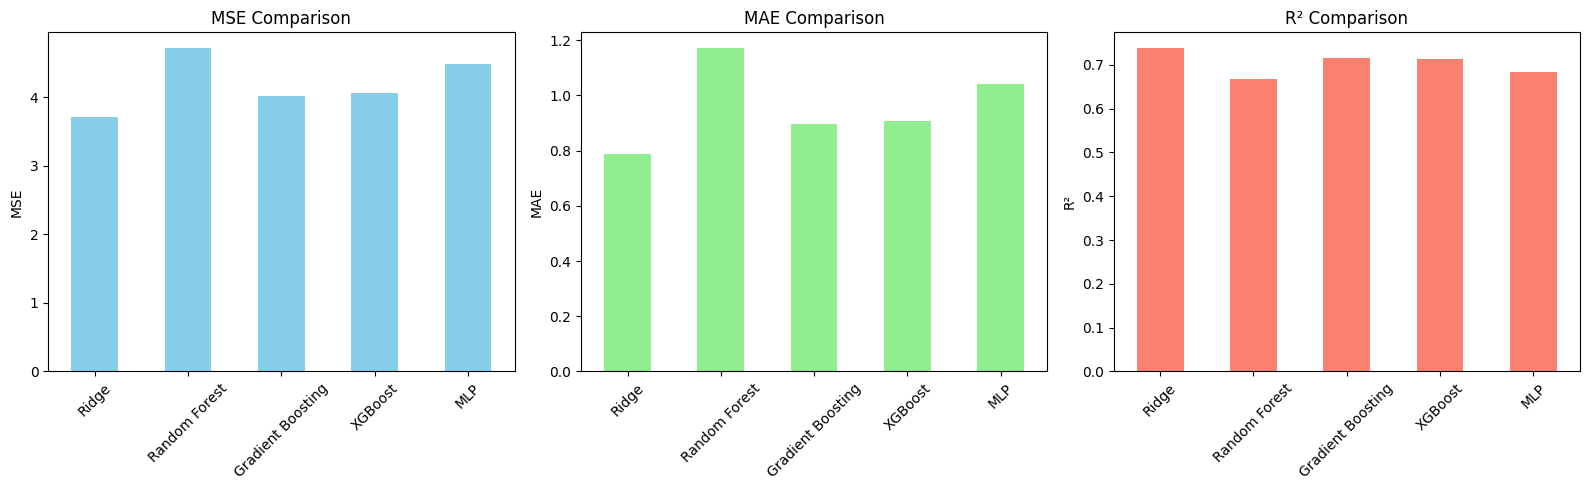 MSE Comparison
MSE
4
3
2
1
0
Ridge
Random Forest
Gradient Boosting
XGBoost
MLP
MAE Comparison
MAE
1.2
1.0
0.8
0.6
0.4
0.2
0.0
Ridge
Random Forest
Gradient Boosting
XGBoost
MLP
R² Comparison
R²
0.7
0.6
0.5
0.4
0.3
0.2
0.1
0.0
Ridge
Random Forest
Gradient Boosting
XGBoost
MLP